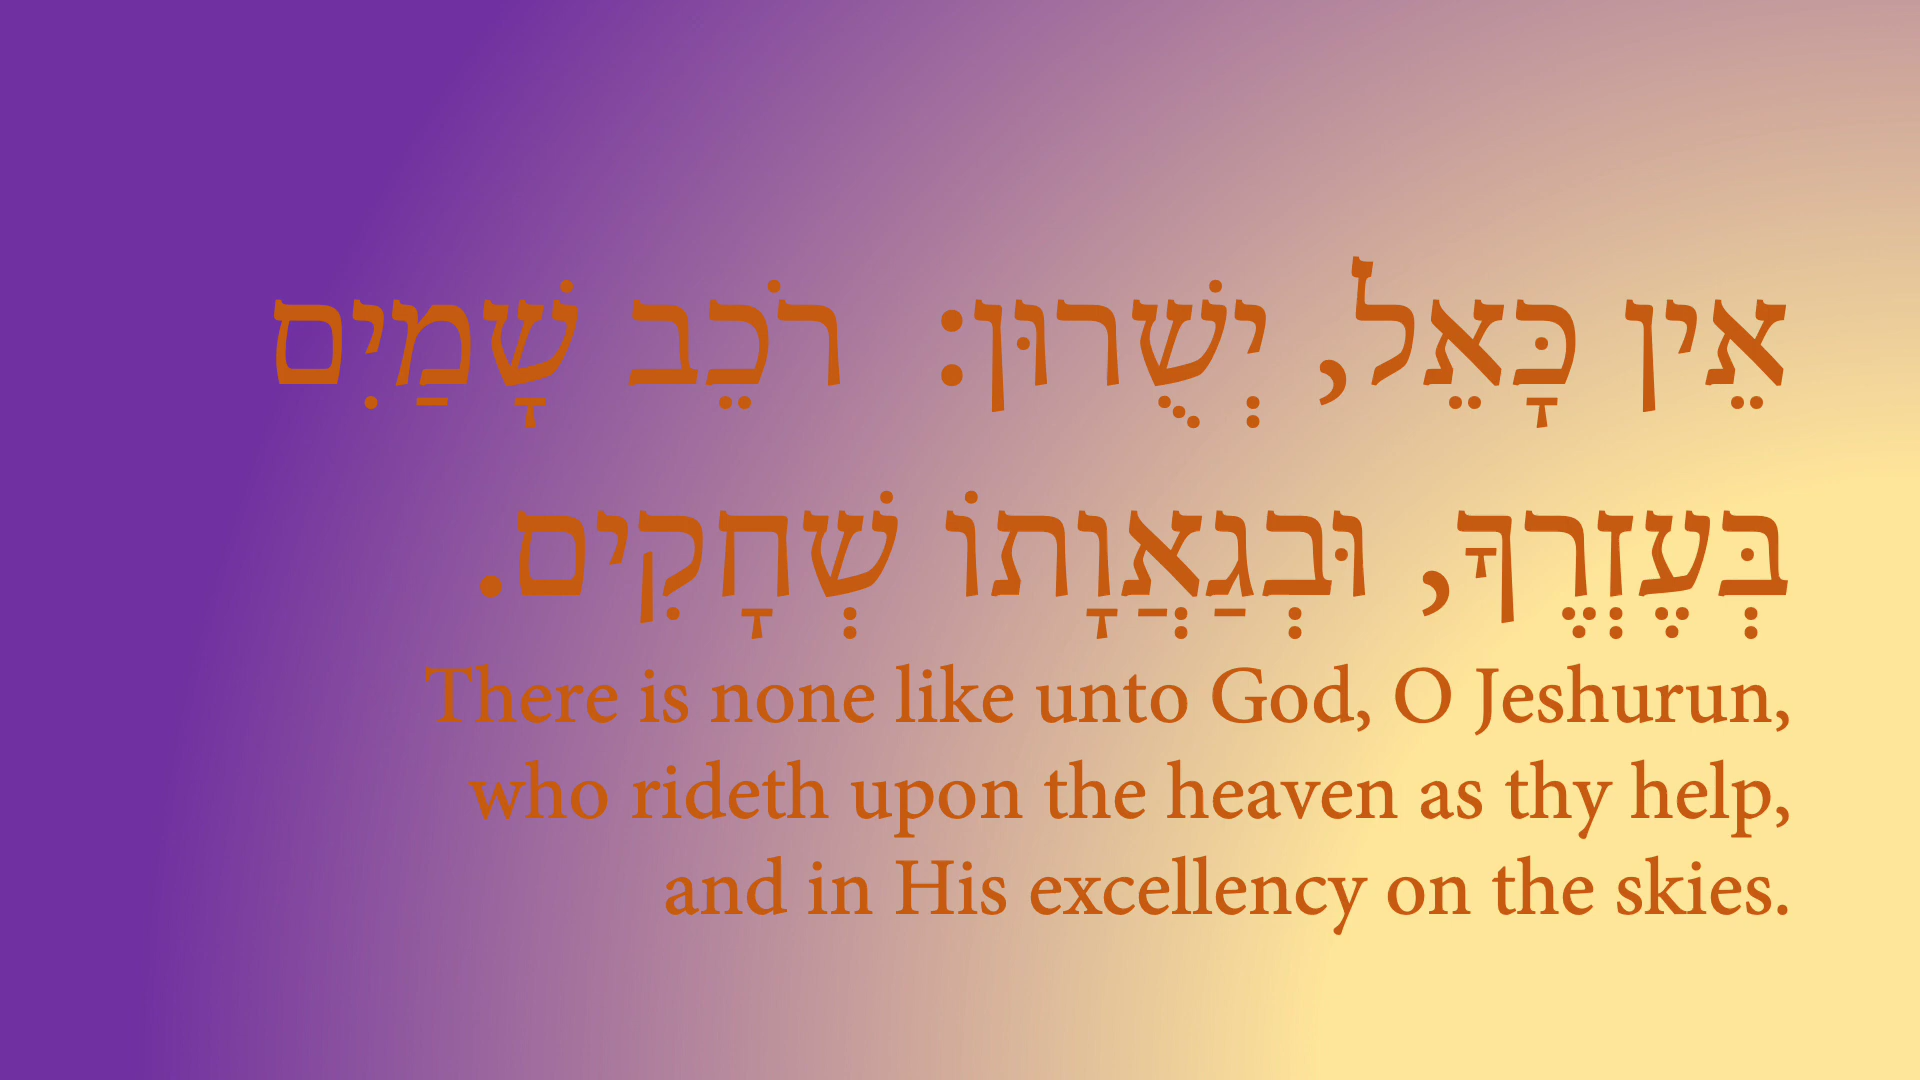 אֵין כָּאֵל, יְשֻׁרוּן: רֹכֵב שָׁמַיִם
בְּעֶזְרֶךָּ, וּבְגַאֲוָתוֹ שְׁחָקִים.
There is none like unto God, O Jeshurun,
who rideth upon the heaven as thy help,
and in His excellency on the skies.